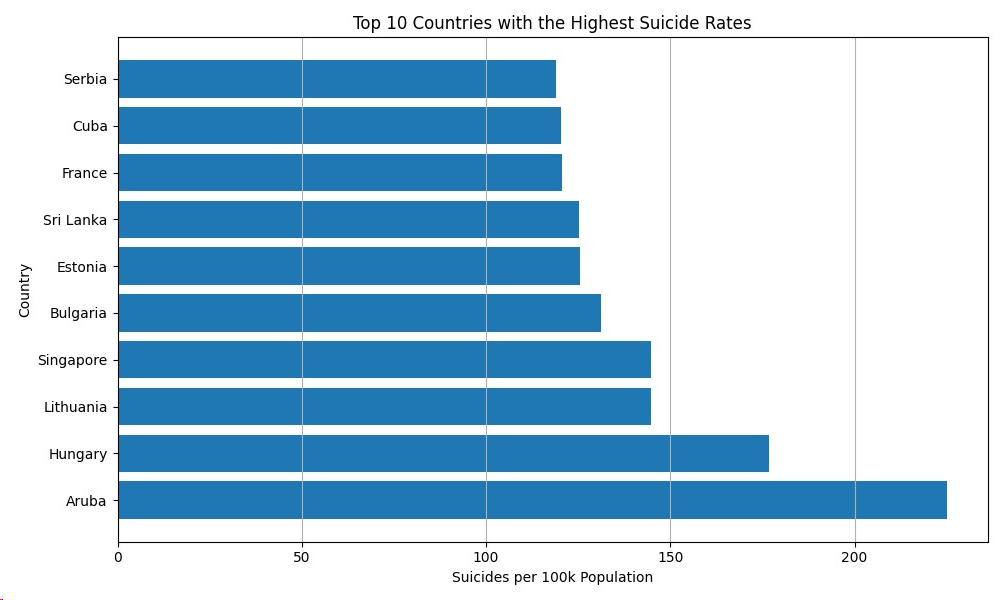 Top 10 Countries with the Highest Suicide Rates
Serbia
Cuba
France
Sri Lanka
Estonia
Bulgaria
Singapore
Lithuania
Hungary
Aruba
Country
0 50 100 150 200
Suicides per 100k Population